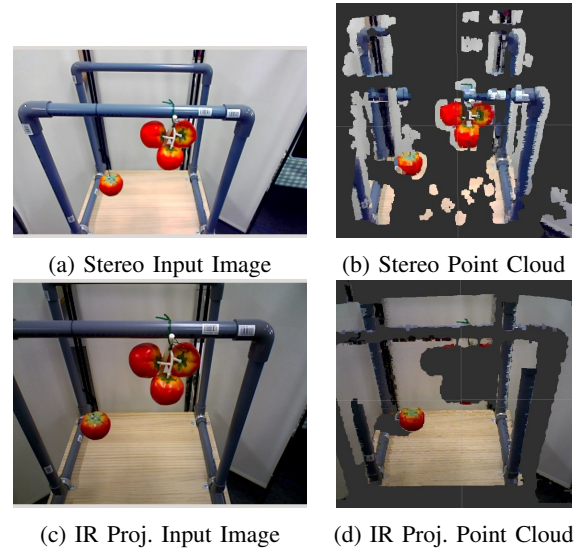 (a) Stereo Input Image
(b) Stereo Point Cloud
(c) IR Proj. Input Image
(d) IR Proj. Point Cloud